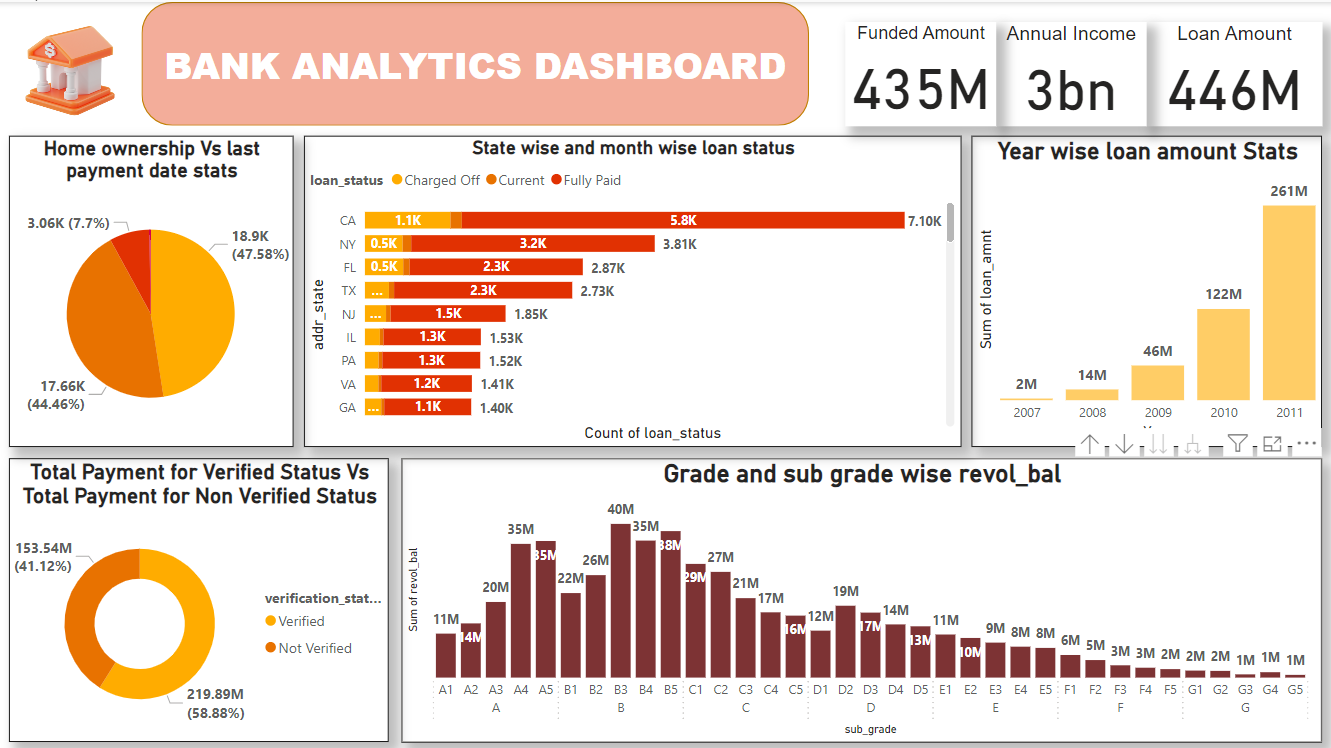 $
BANK ANALYTICS DASHBOARD
Funded Amount
435M
Annual Income
3bn
Loan Amount
446M
Home ownership Vs last
payment date stats
3.06K (7.7%)
18.9K
(47.58%)
17.66K
(44.46%)
State wise and month wise loan status
loan_status Charged Off Current Fully Paid
addr_state
CA 1.1K 5.8K 7.10K
NY 0.5K 3.2K 3.81K
FL 0.5K 2.3K 2.87K
TX ... 2.3K 2.73K
NJ ... 1.5K 1.85K
IL 1.3K 1.53K
PA 1.3K 1.52K
VA 1.2K 1.41K
GA ... 1.1K 1.40K
Count of loan_status
Year wise loan amount Stats
Sum of loan_amnt
2M 14M 46M 122M 261M
2007 2008 2009 2010 2011
Total Payment for Verified Status Vs
Total Payment for Non Verified Status
153.54M
(41.12%)
219.89M
(58.88%)
verification_stat...
Verified
Not Verified
Grade and sub grade wise revol_bal
Sum of revol_bal
11M 14M 20M 35M 35M 22M 26M 40M 35M 38M 29M 27M 21M 17M 16M 12M 19M 17M 14M 13M 11M 10M 9M 8M 8M 6M 5M 3M 3M 2M 2M 2M 1M 1M 1M
A1 A2 A3 A4 A5 B1 B2 B3 B4 B5 C1 C2 C3 C4 C5 D1 D2 D3 D4 D5 E1 E2 E3 E4 E5 F1 F2 F3 F4 F5 G1 G2 G3 G4 G5
A B C D E F G
sub_grade